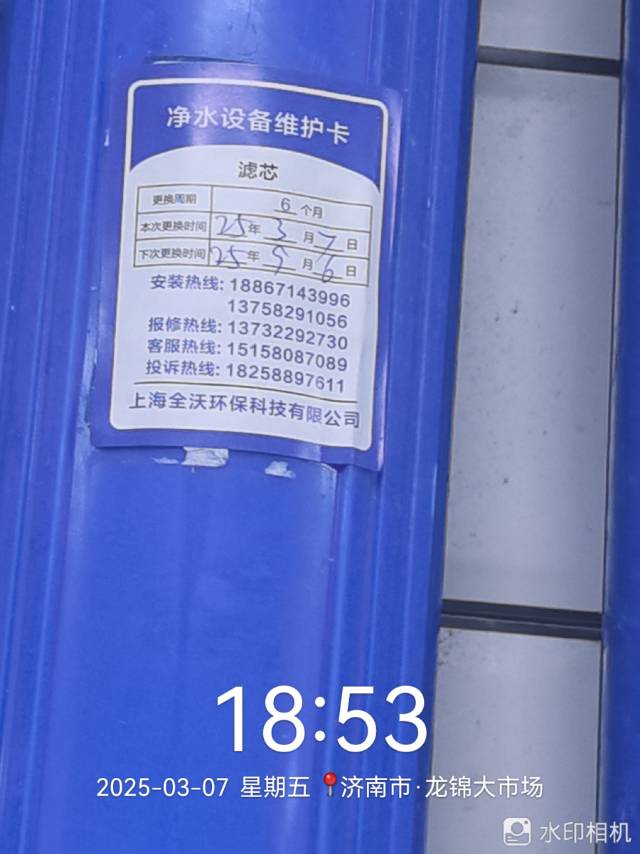 净水设备维护卡
滤芯
更换周期 6 个月
本次更换时间 25年 3 月 7 日
下次更换时间 25年 9 月 6 日
安装热线: 18867143996
13758291056
报修热线: 13732292730
客服热线: 15158087089
投诉热线: 18258897611
上海全沃环保科技有限公司
18:53
2025-03-07 星期五 📍济南市·龙锦大市场
水印相机